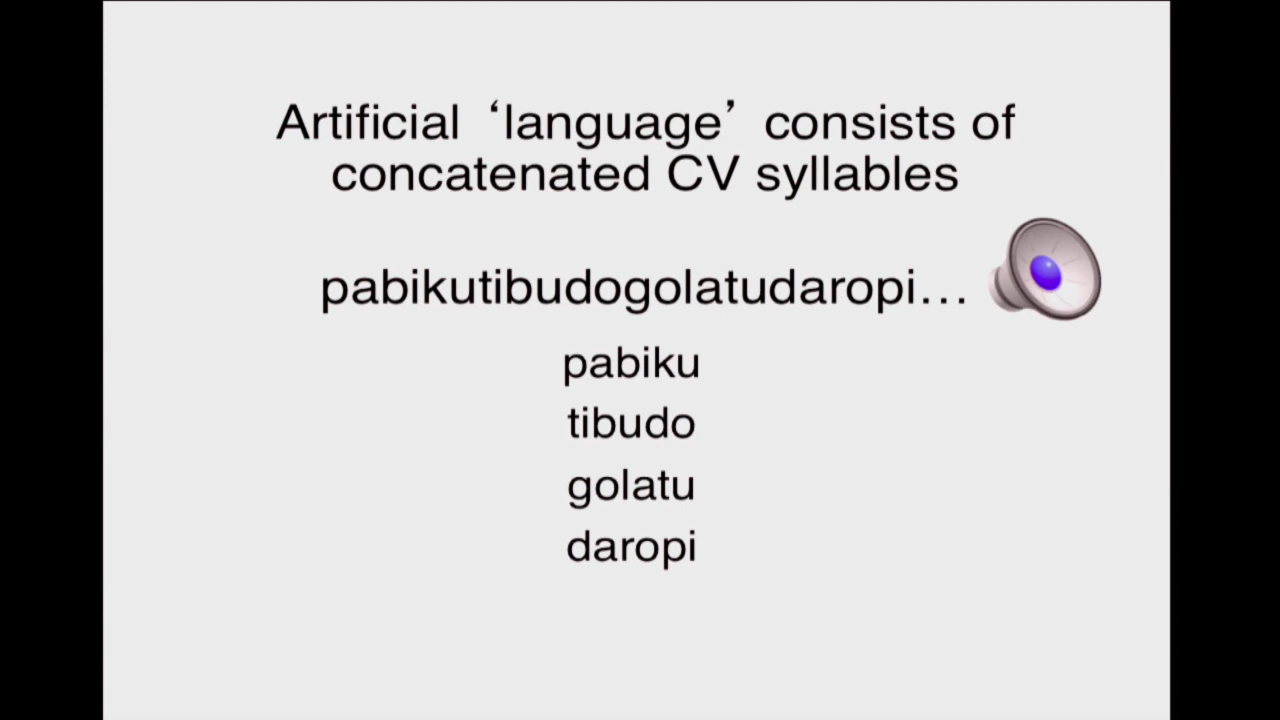 Artificial ‘language’ consists of
concatenated CV syllables
pabikutibudogolatudaropi…
pabiku
tibudo
golatu
daropi